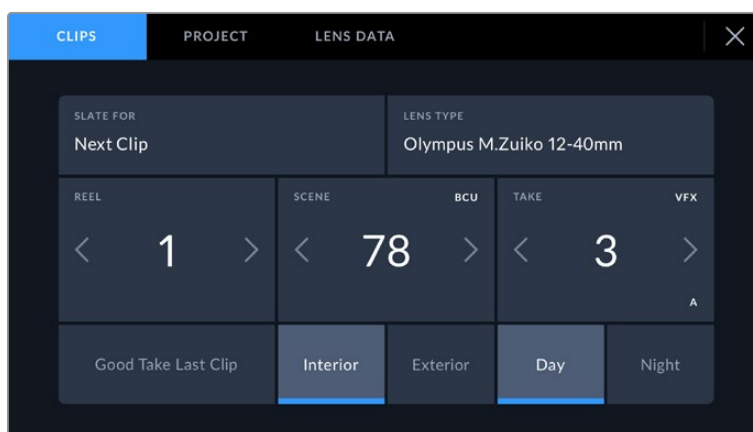 CLIPS PROJECT LENS DATA
SLATE FOR LENS TYPE
Next Clip Olympus M.Zuiko 12-40mm
REEL SCENE BCU TAKE VFX
1 78 3
A
Good Take Last Clip Interior Exterior Day Night